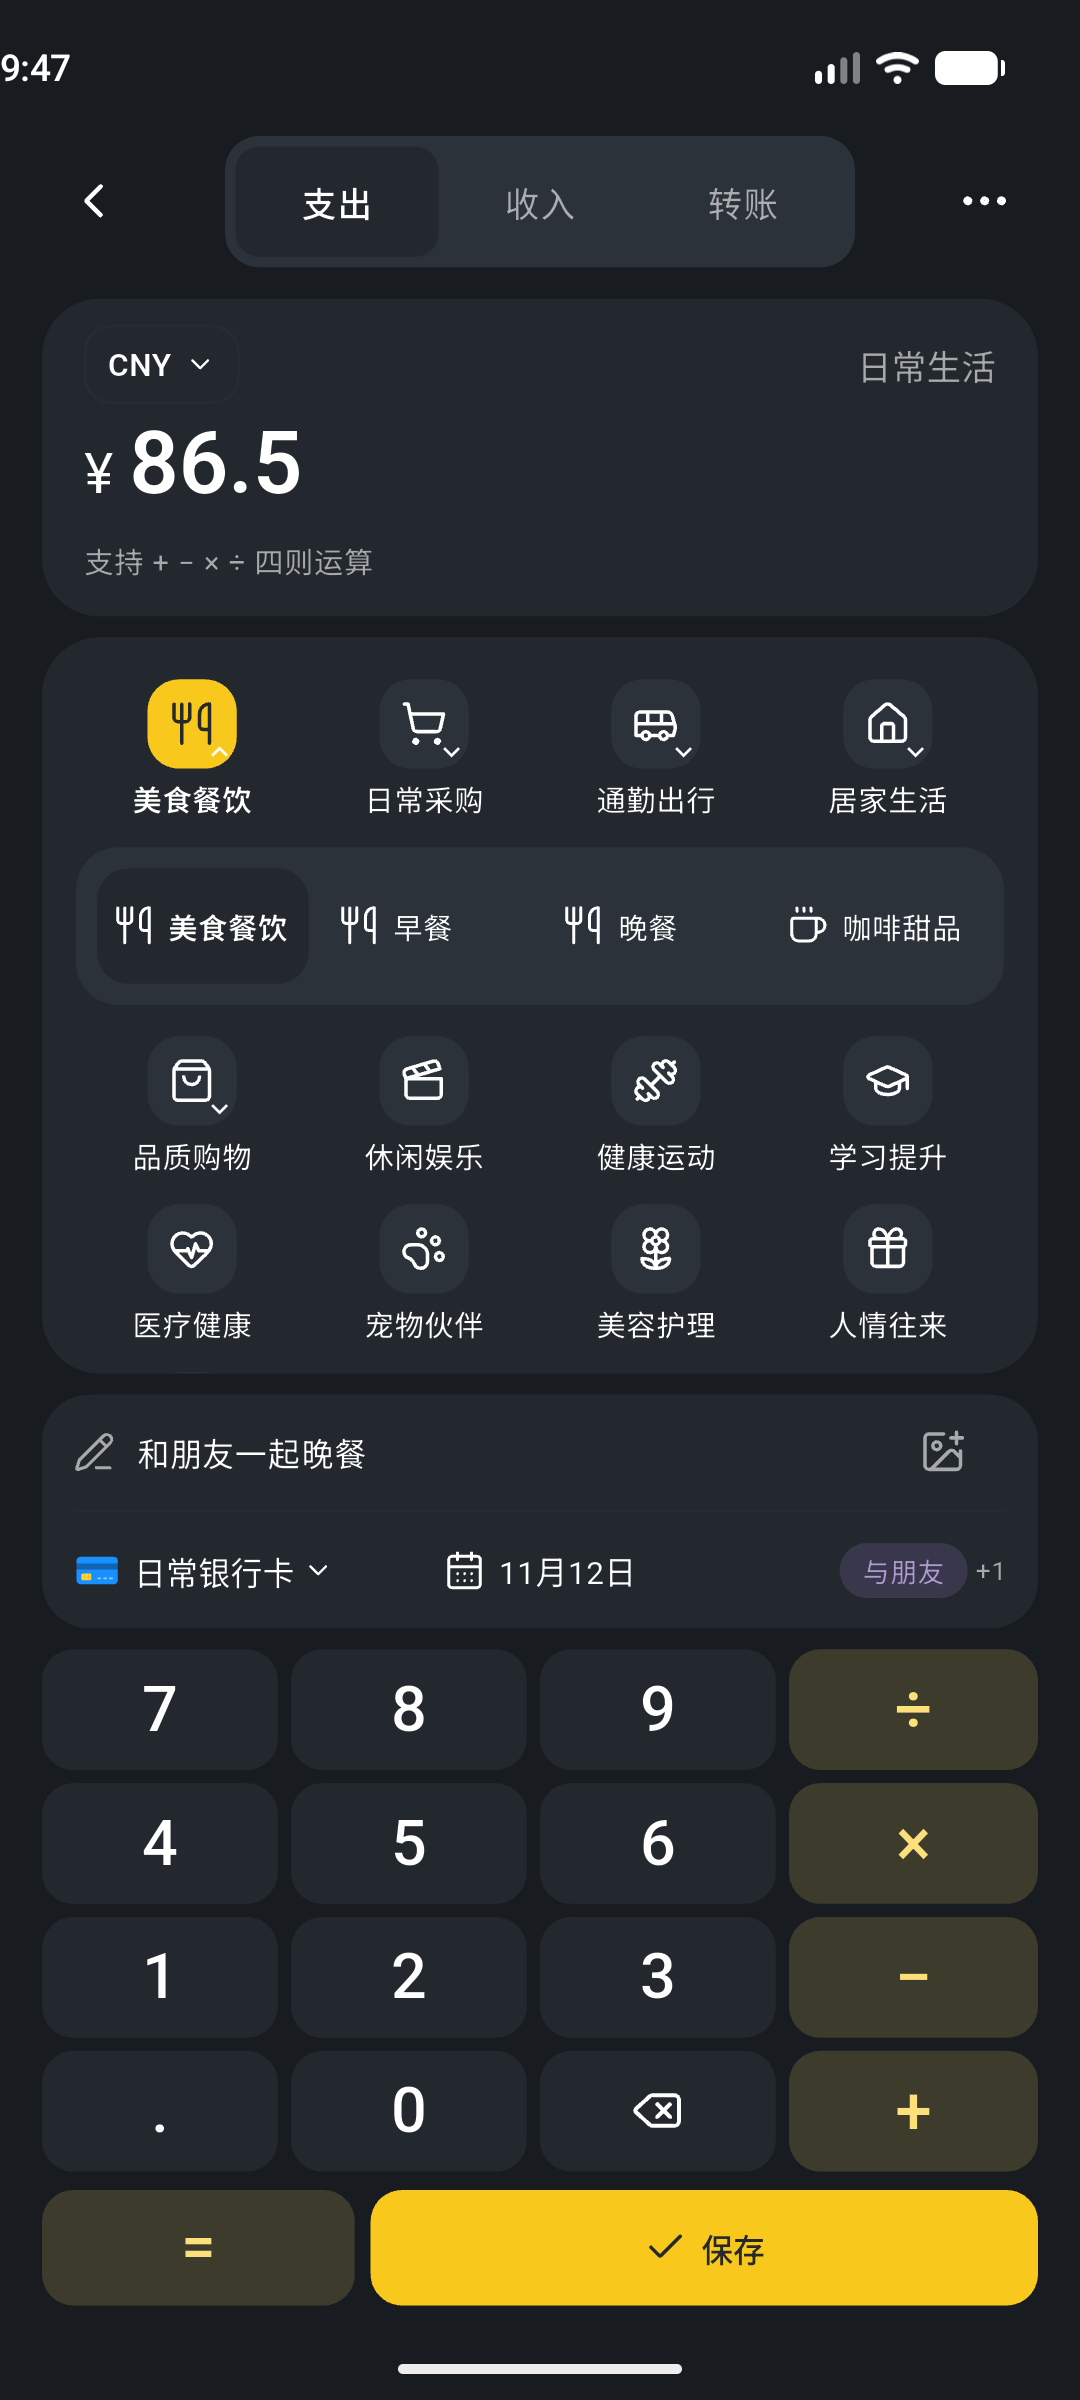 9:47
支出 收入 转账
CNY 日常生活
¥ 86.5
支持 + − × ÷ 四则运算
美食餐饮 日常采购 通勤出行 居家生活
美食餐饮 早餐 晚餐 咖啡甜品
品质购物 休闲娱乐 健康运动 学习提升
医疗健康 宠物伙伴 美容护理 人情往来
和朋友一起晚餐
日常银行卡 11月12日 与朋友 +1
7 8 9 ÷
4 5 6 ×
1 2 3 −
. 0 +
= 保存